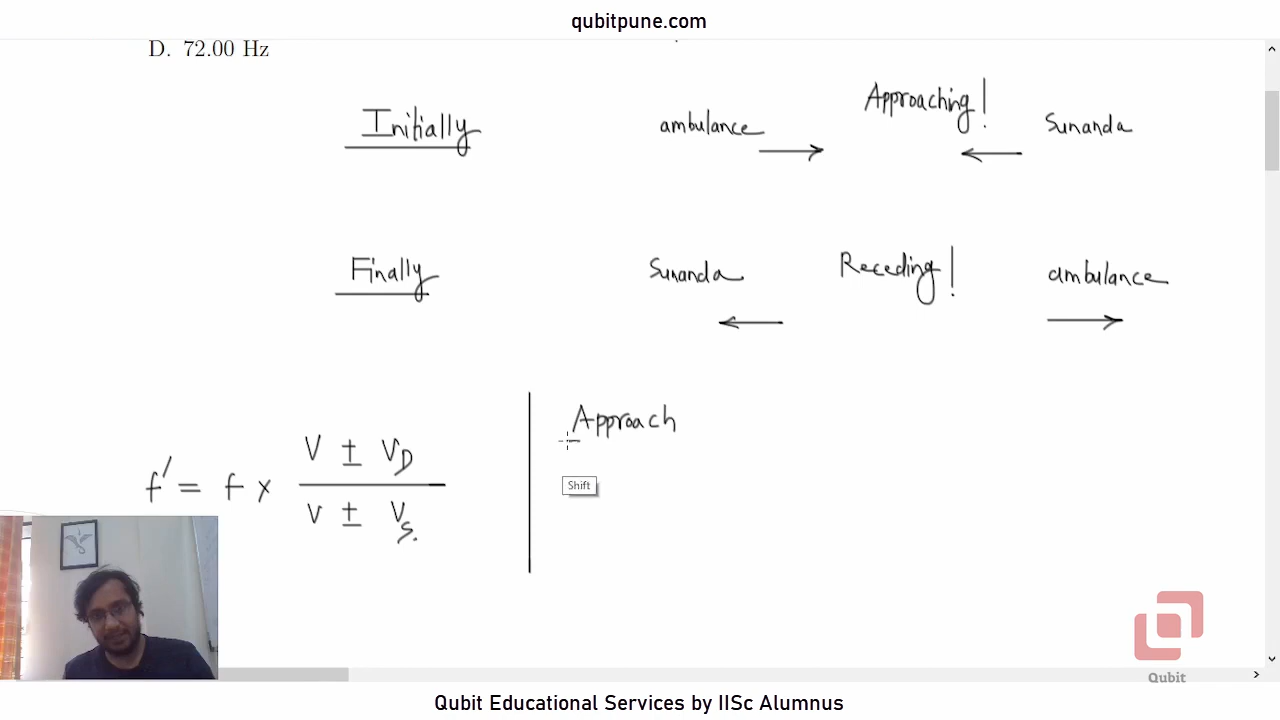 qubitpune.com
D. 72.00 Hz
Initially ambulance Approaching! Sunanda
Finally Sunanda Receding! ambulance
Approach
f' = f x V ± VD
V ± VS.
Shift
Qubit
Qubit Educational Services by IISc Alumnus